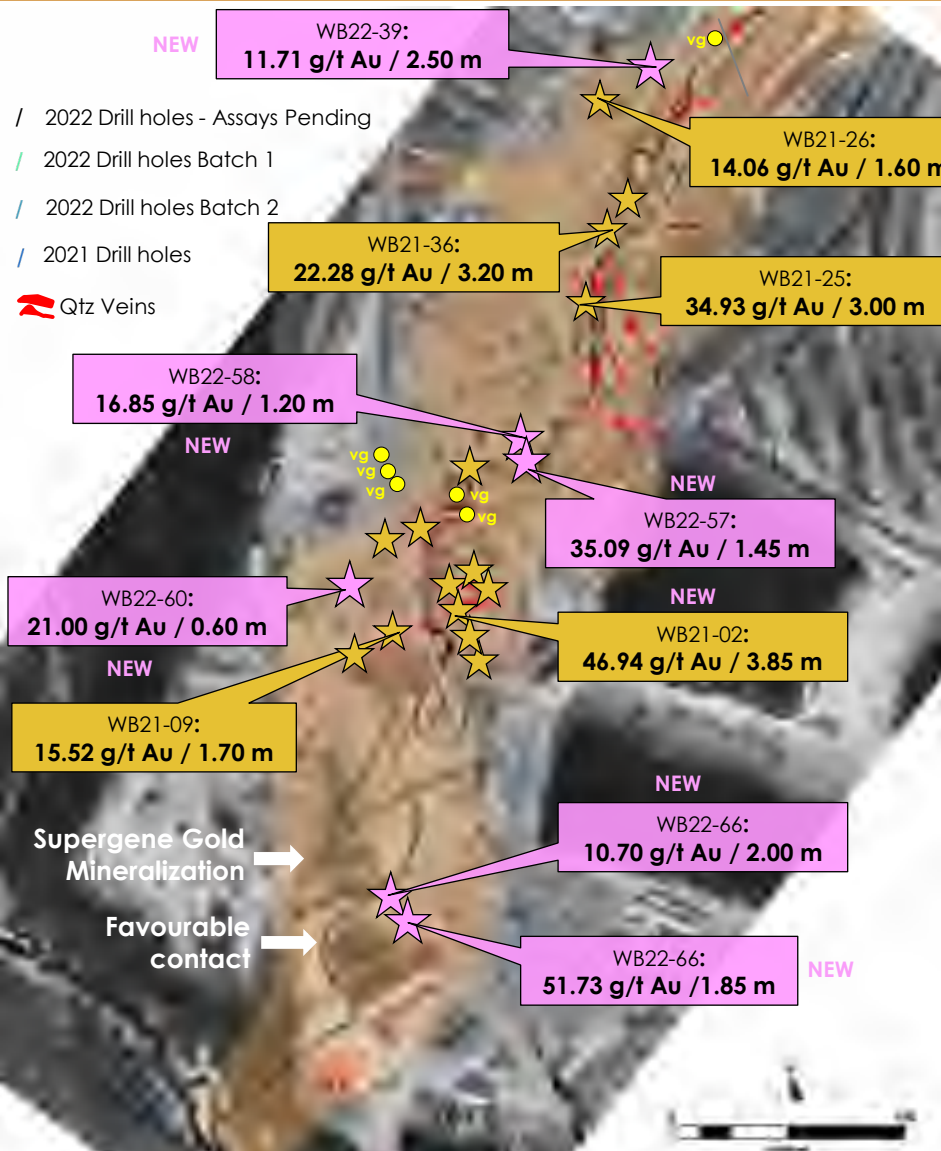 WB22-39:
NEW
11.71 g/t Au / 2.50 m
vg
/ 2022 Drill holes - Assays Pending
/ 2022 Drill holes Batch 1
/ 2022 Drill holes Batch 2
/ 2021 Drill holes
Qtz Veins
WB21-26:
14.06 g/t Au / 1.60 m
WB21-36:
22.28 g/t Au / 3.20 m
WB21-25:
34.93 g/t Au / 3.00 m
WB22-58:
16.85 g/t Au / 1.20 m
NEW
vg
vg
vg
vg
vg
NEW
WB22-57:
35.09 g/t Au / 1.45 m
WB22-60:
21.00 g/t Au / 0.60 m
NEW
NEW
WB21-02:
46.94 g/t Au / 3.85 m
WB21-09:
15.52 g/t Au / 1.70 m
NEW
WB22-66:
10.70 g/t Au / 2.00 m
Supergene Gold
Mineralization
Favourable
contact
WB22-66:
51.73 g/t Au /1.85 m
NEW